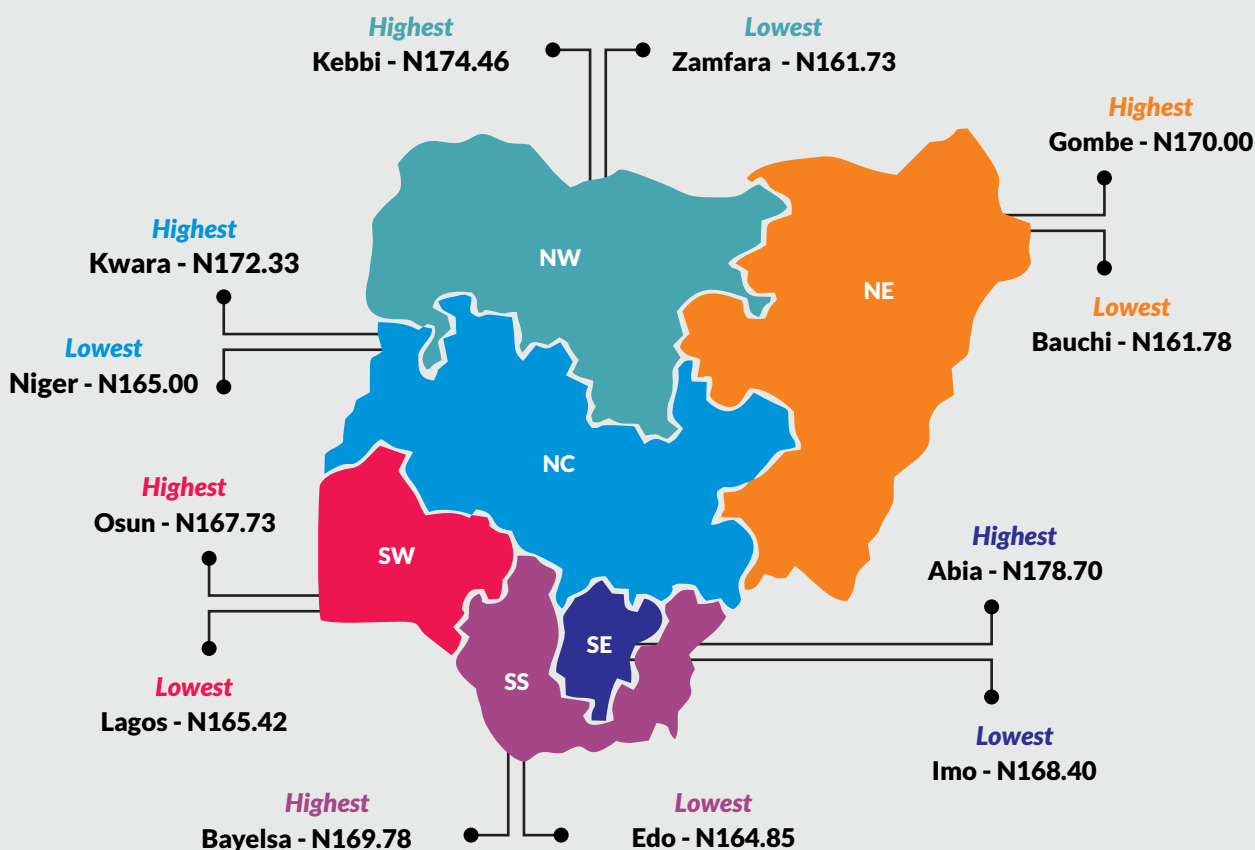 Highest
Kebbi - N174.46
Lowest
Zamfara - N161.73
Highest
Gombe - N170.00
Lowest
Bauchi - N161.78
Highest
Kwara - N172.33
Lowest
Niger - N165.00
NW
NE
NC
SW
SE
SS
Highest
Osun - N167.73
Lowest
Lagos - N165.42
Highest
Abia - N178.70
Lowest
Imo - N168.40
Highest
Bayelsa - N169.78
Lowest
Edo - N164.85